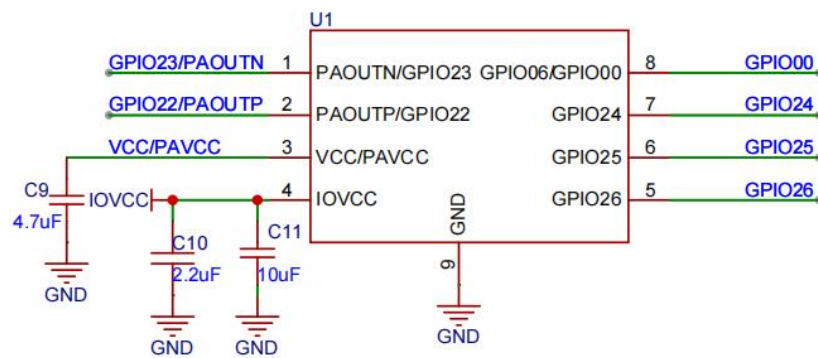 U1
GPIO23/PAOUTN 1 PAOUTN/GPIO23 GPIO06/GPIO00 8 GPIO00
GPIO22/PAOUTP 2 PAOUTP/GPIO22 GPIO24 7 GPIO24
VCC/PAVCC 3 VCC/PAVCC GPIO25 6 GPIO25
C9 IOVCC 4 IOVCC GPIO26 5 GPIO26
4.7uF
GND
C10 C11
2.2uF 10uF
9
GND
GND GND GND